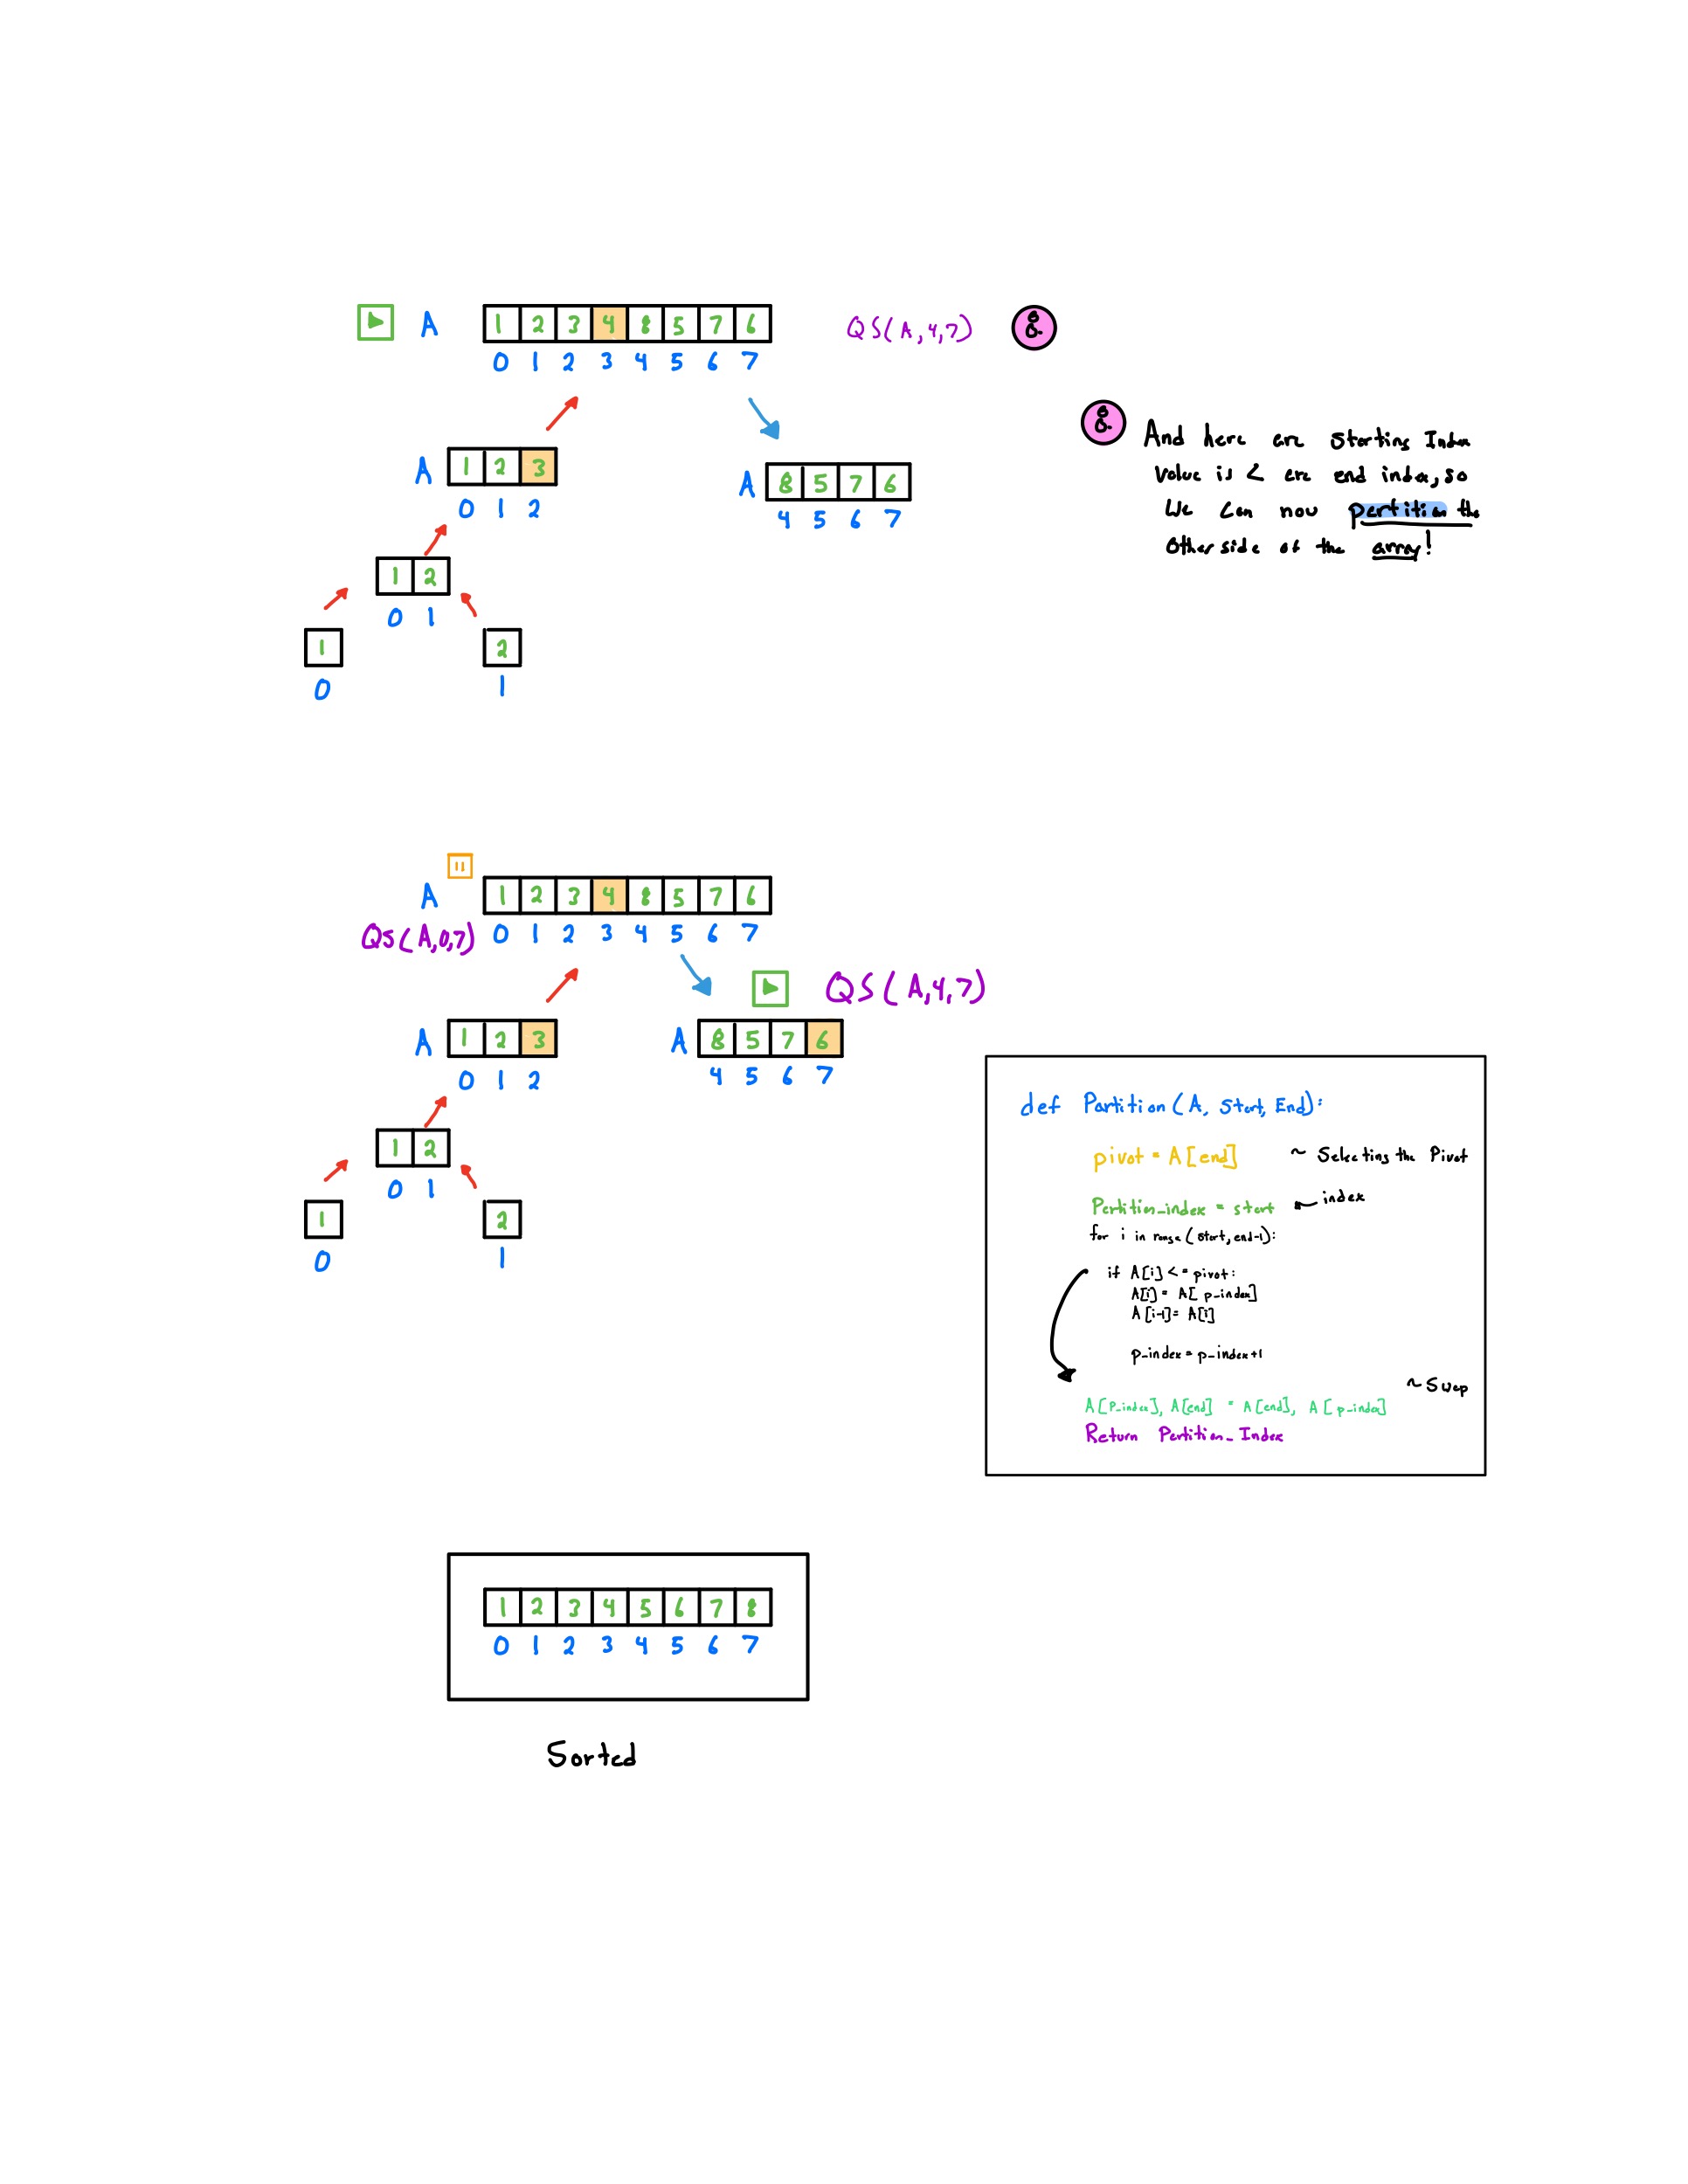 A 1 2 3 4 8 5 7 6 QS(A,4,7) &
0 1 2 3 4 5 6 7
& And here are Starting Index
Value is < are end index, so
We can now partition the
Other side of the array!
A 1 2 3
0 1 2
A 8 5 7 6
4 5 6 7
1 2
0 1
1 2
0 1
A 1 2 3 4 8 5 7 6
QS(A,0,7) 0 1 2 3 4 5 6 7
QS(A,4,7)
A 1 2 3
0 1 2
A 8 5 7 6
4 5 6 7
1 2
0 1
1 2
0 1
def Partition(A, Start, End):
pivot = A[end] ~ Selecting the Pivot
Partition_index = start index
for i in range(start, end-1):
if A[i] <= pivot:
A[i] = A[p_index]
A[i-1] = A[i]
p_index = p_index+1
~ Swap
A[P_index], A[end] = A[end], A[p_index]
Return Partition_Index
1 2 3 4 5 6 7 8
0 1 2 3 4 5 6 7
Sorted